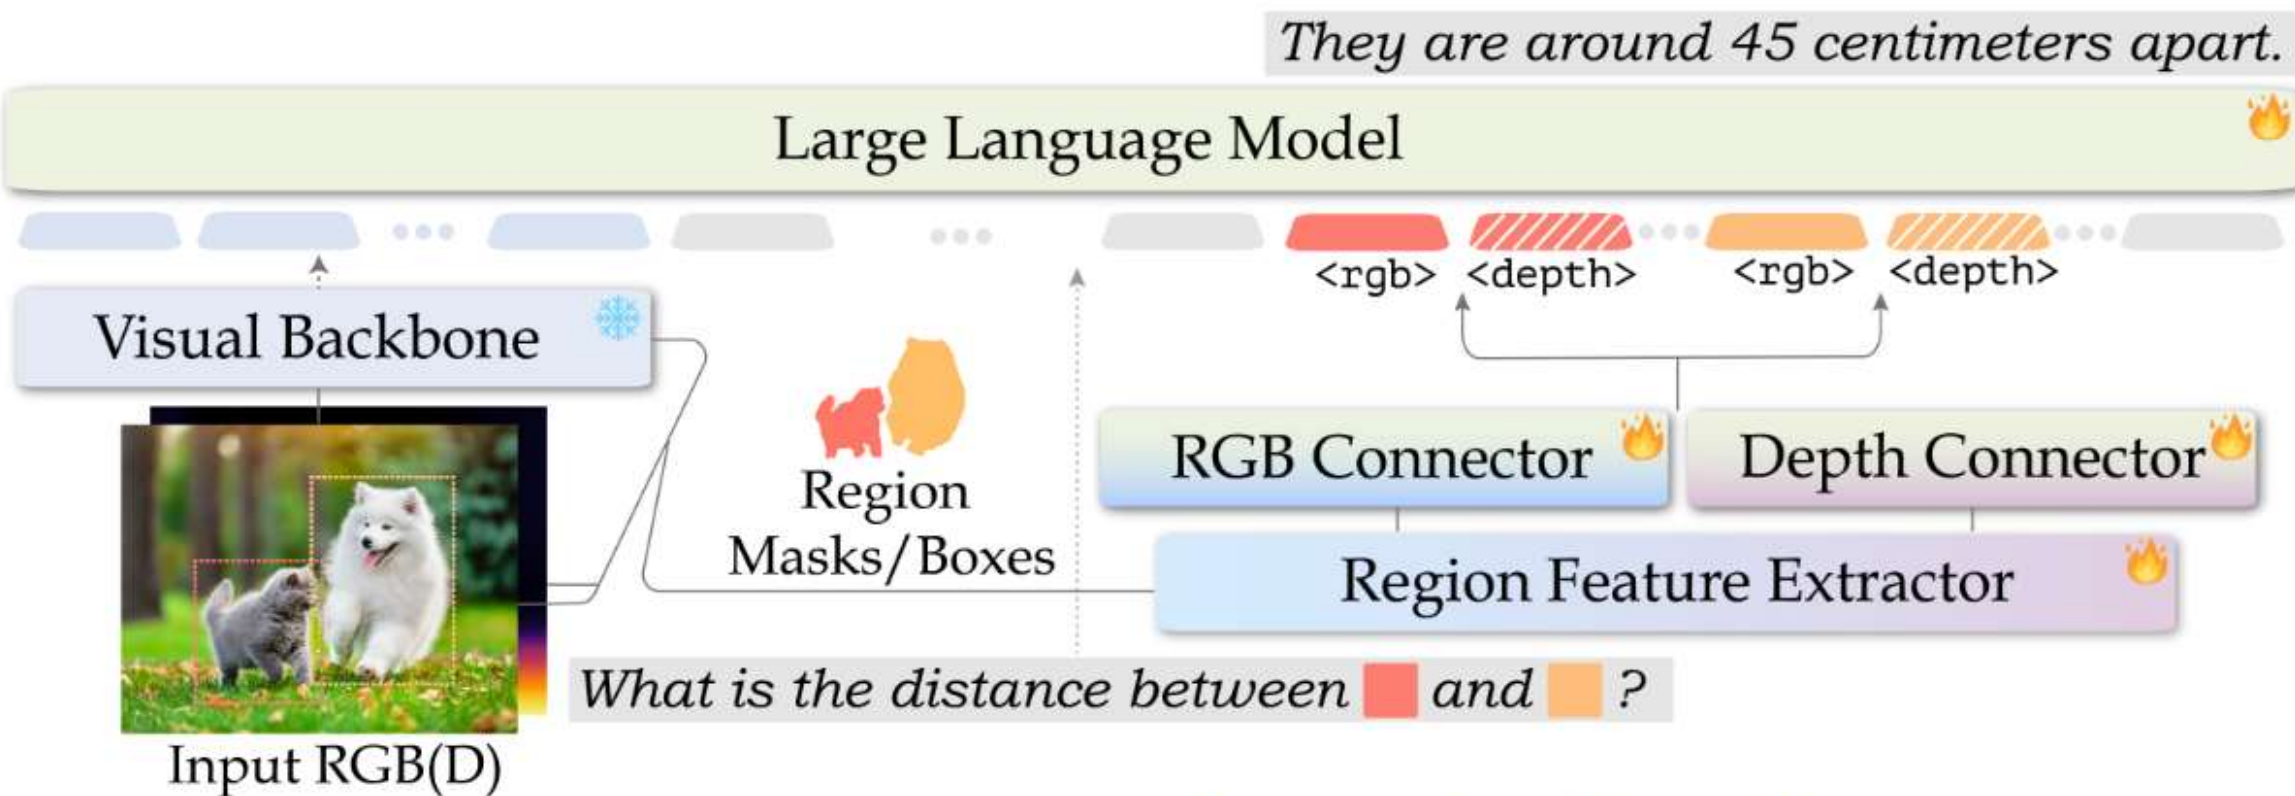 They are around 45 centimeters apart.
Large Language Model
<rgb> <depth> <rgb> <depth>
Visual Backbone
Region
Masks/Boxes
RGB Connector
Depth Connector
Region Feature Extractor
What is the distance between and ?
Input RGB(D)